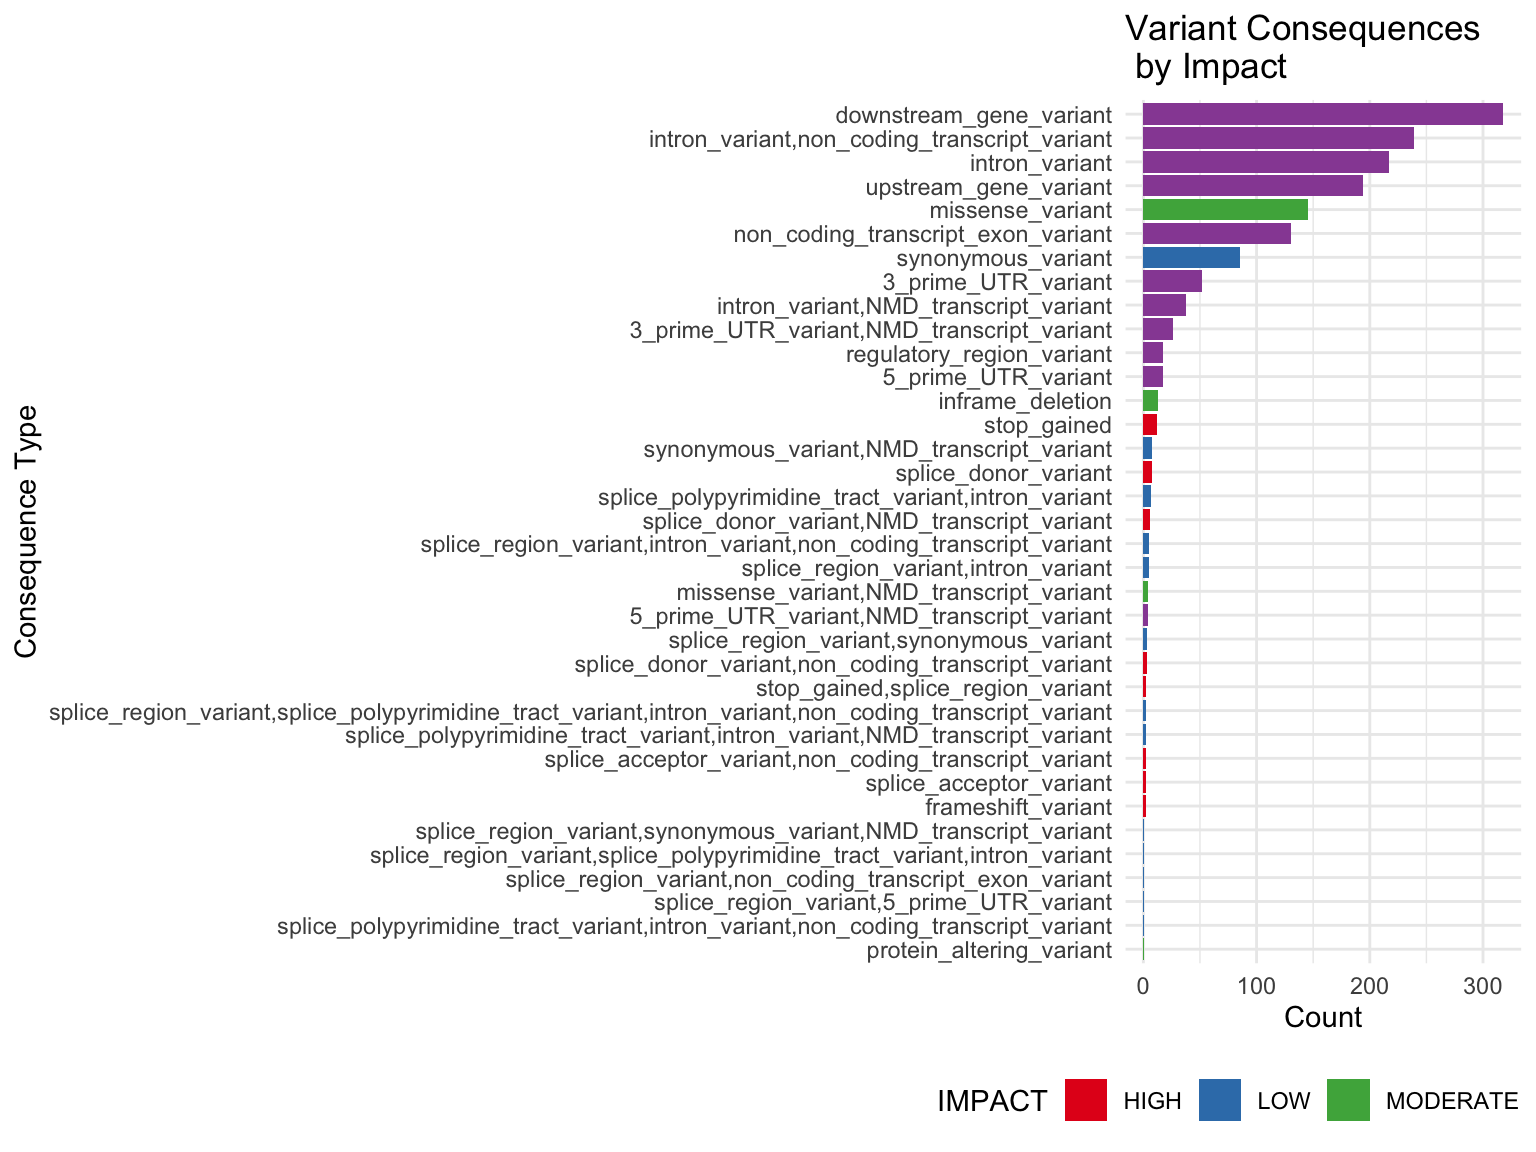 Variant Consequences
by Impact
downstream_gene_variant
intron_variant,non_coding_transcript_variant
intron_variant
upstream_gene_variant
missense_variant
non_coding_transcript_exon_variant
synonymous_variant
3_prime_UTR_variant
intron_variant,NMD_transcript_variant
3_prime_UTR_variant,NMD_transcript_variant
regulatory_region_variant
5_prime_UTR_variant
inframe_deletion
stop_gained
synonymous_variant,NMD_transcript_variant
splice_donor_variant
splice_polypyrimidine_tract_variant,intron_variant
splice_donor_variant,NMD_transcript_variant
splice_region_variant,intron_variant,non_coding_transcript_variant
splice_region_variant,intron_variant
missense_variant,NMD_transcript_variant
5_prime_UTR_variant,NMD_transcript_variant
splice_region_variant,synonymous_variant
splice_donor_variant,non_coding_transcript_variant
stop_gained,splice_region_variant
splice_region_variant,splice_polypyrimidine_tract_variant,intron_variant,non_coding_transcript_variant
splice_polypyrimidine_tract_variant,intron_variant,NMD_transcript_variant
splice_acceptor_variant,non_coding_transcript_variant
splice_acceptor_variant
frameshift_variant
splice_region_variant,synonymous_variant,NMD_transcript_variant
splice_region_variant,splice_polypyrimidine_tract_variant,intron_variant
splice_region_variant,non_coding_transcript_exon_variant
splice_region_variant,5_prime_UTR_variant
splice_polypyrimidine_tract_variant,intron_variant,non_coding_transcript_variant
protein_altering_variant
Consequence Type
0 100 200 300
Count
IMPACT HIGH LOW MODERATE